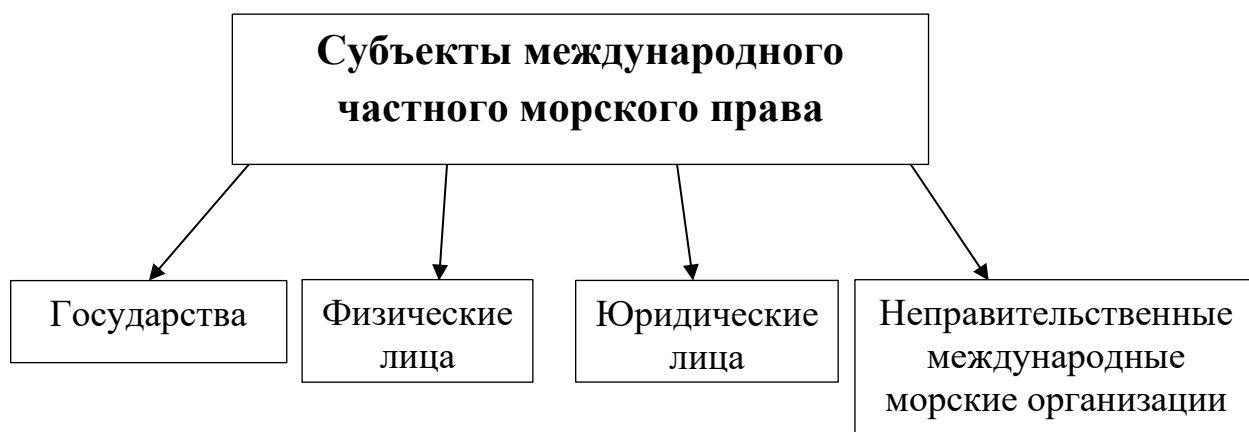 Субъекты международного
частного морского права
Государства
Физические
лица
Юридические
лица
Неправительственные
международные
морские организации